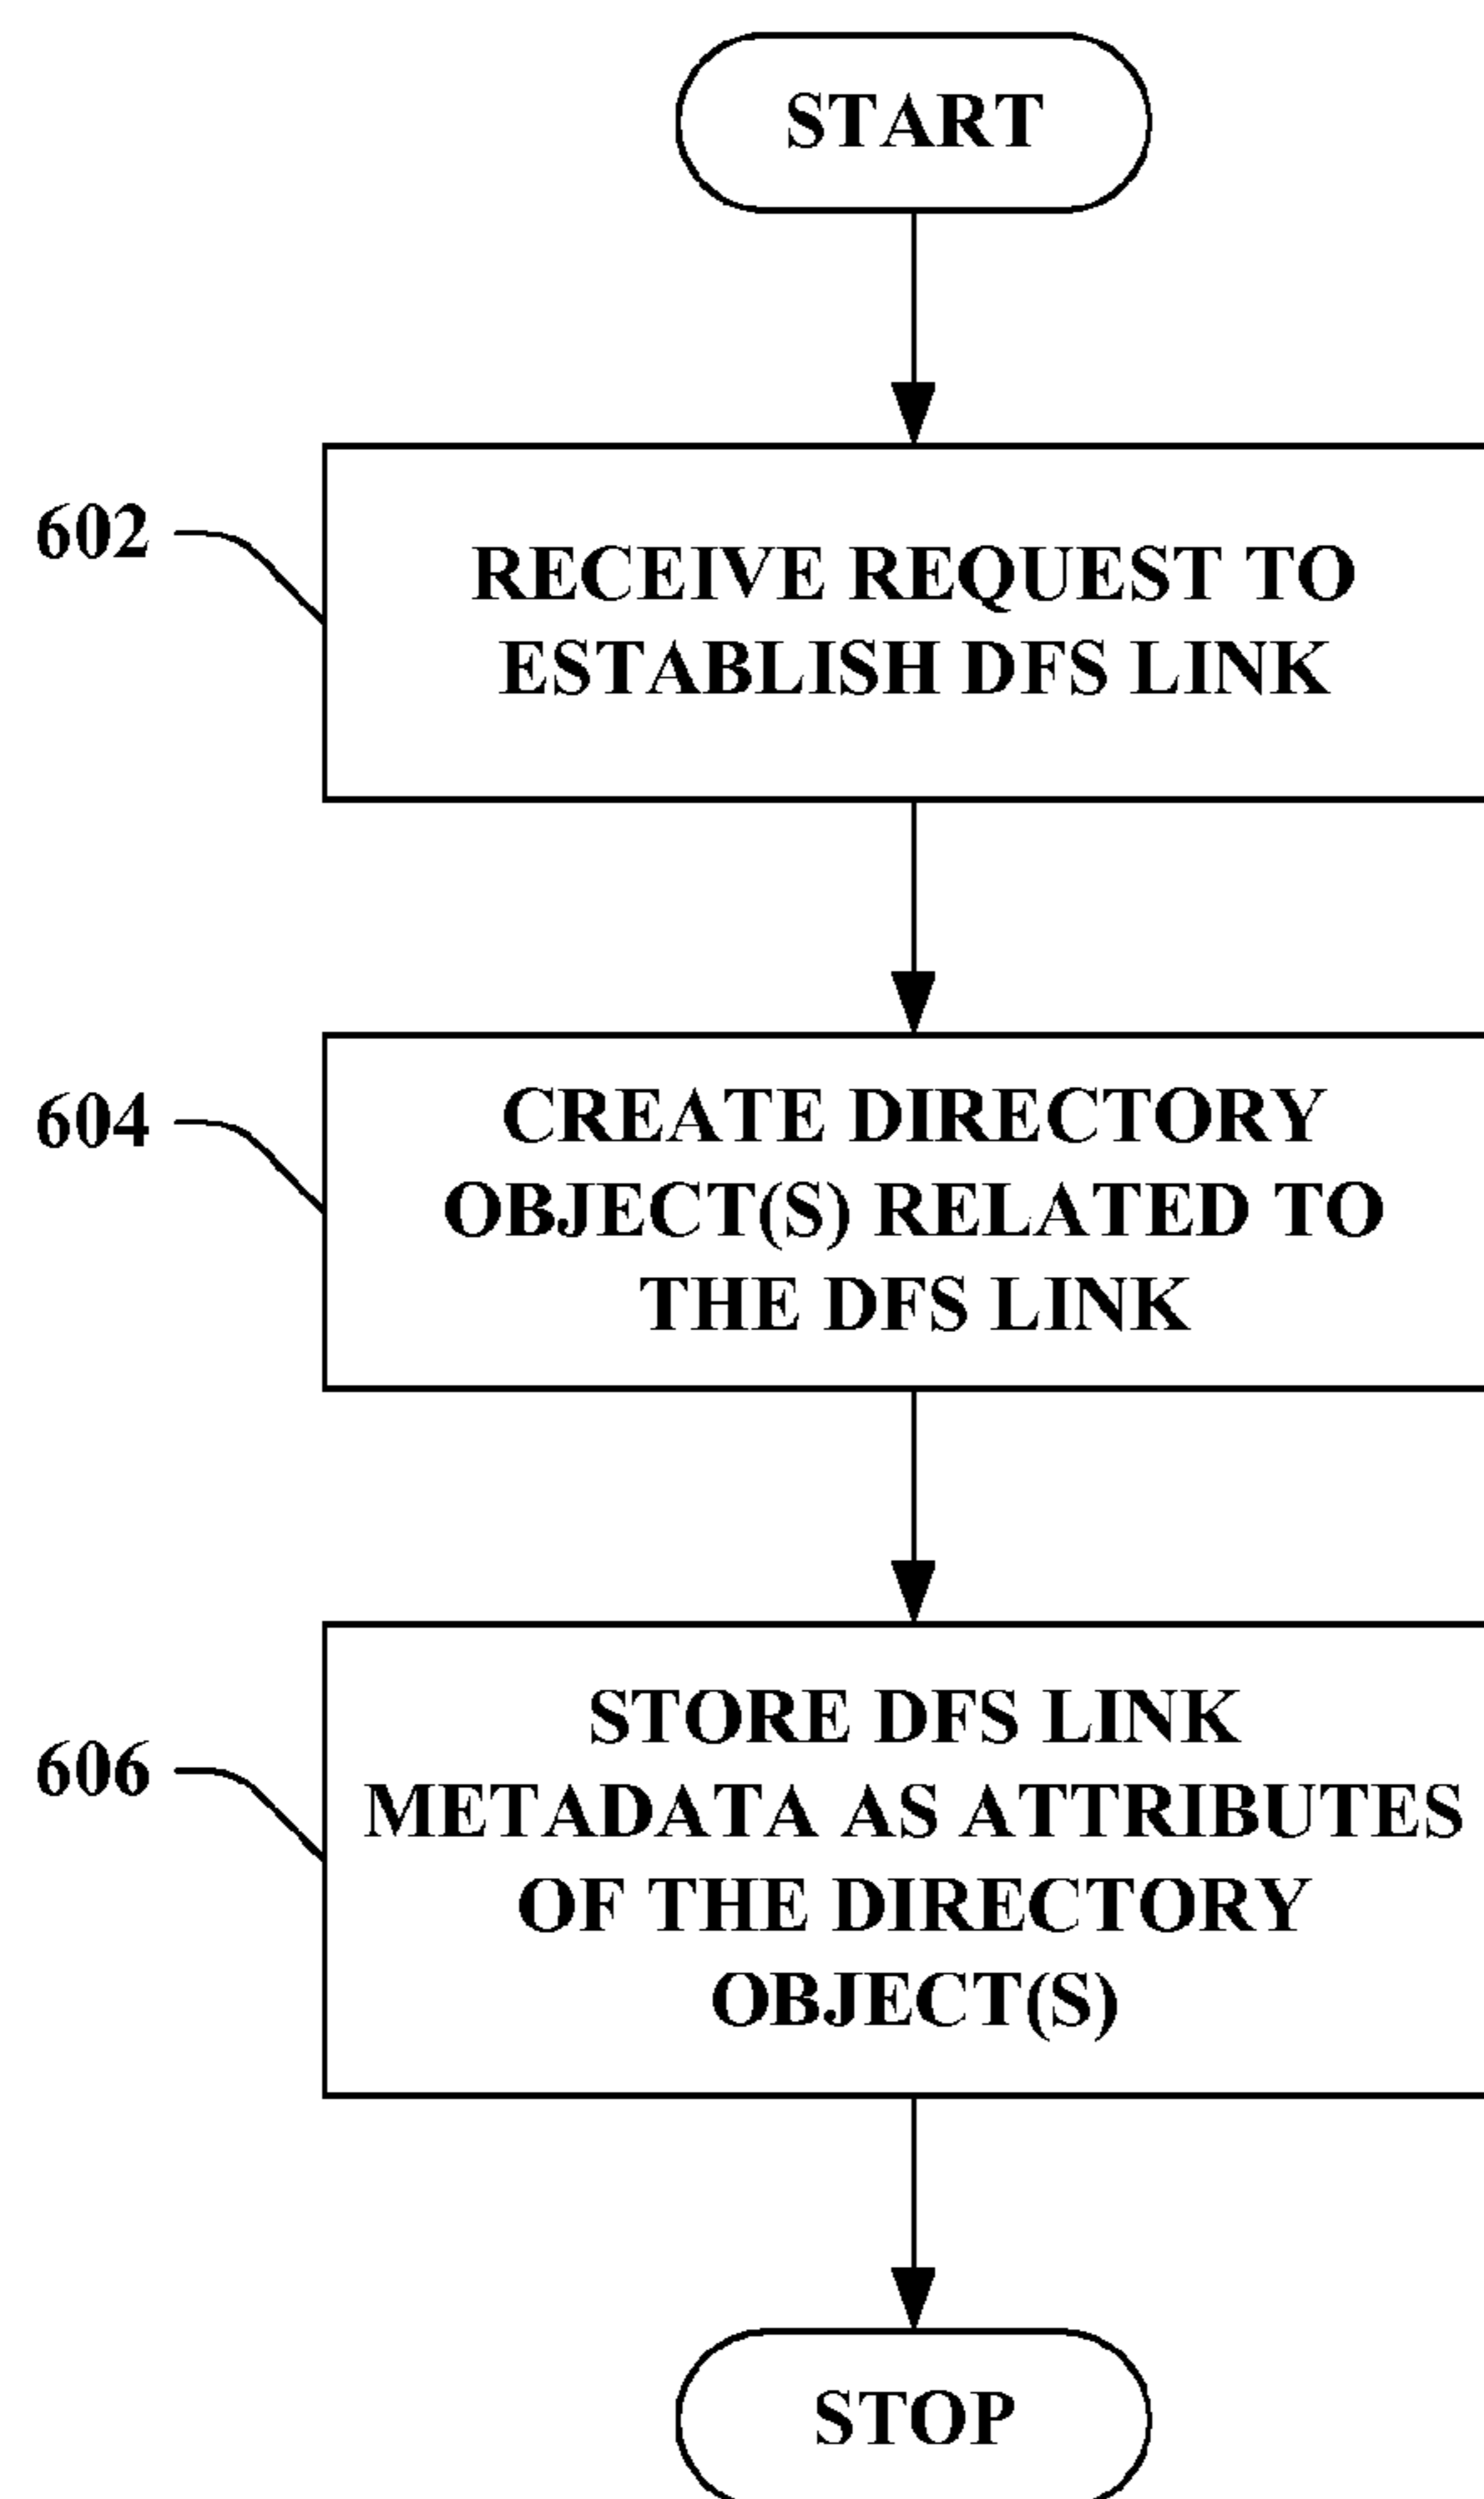 START
602
RECEIVE REQUEST TO
ESTABLISH DFS LINK
604
CREATE DIRECTORY
OBJECT(S) RELATED TO
THE DFS LINK
606
STORE DFS LINK
METADATA AS ATTRIBUTES
OF THE DIRECTORY
OBJECT(S)
STOP